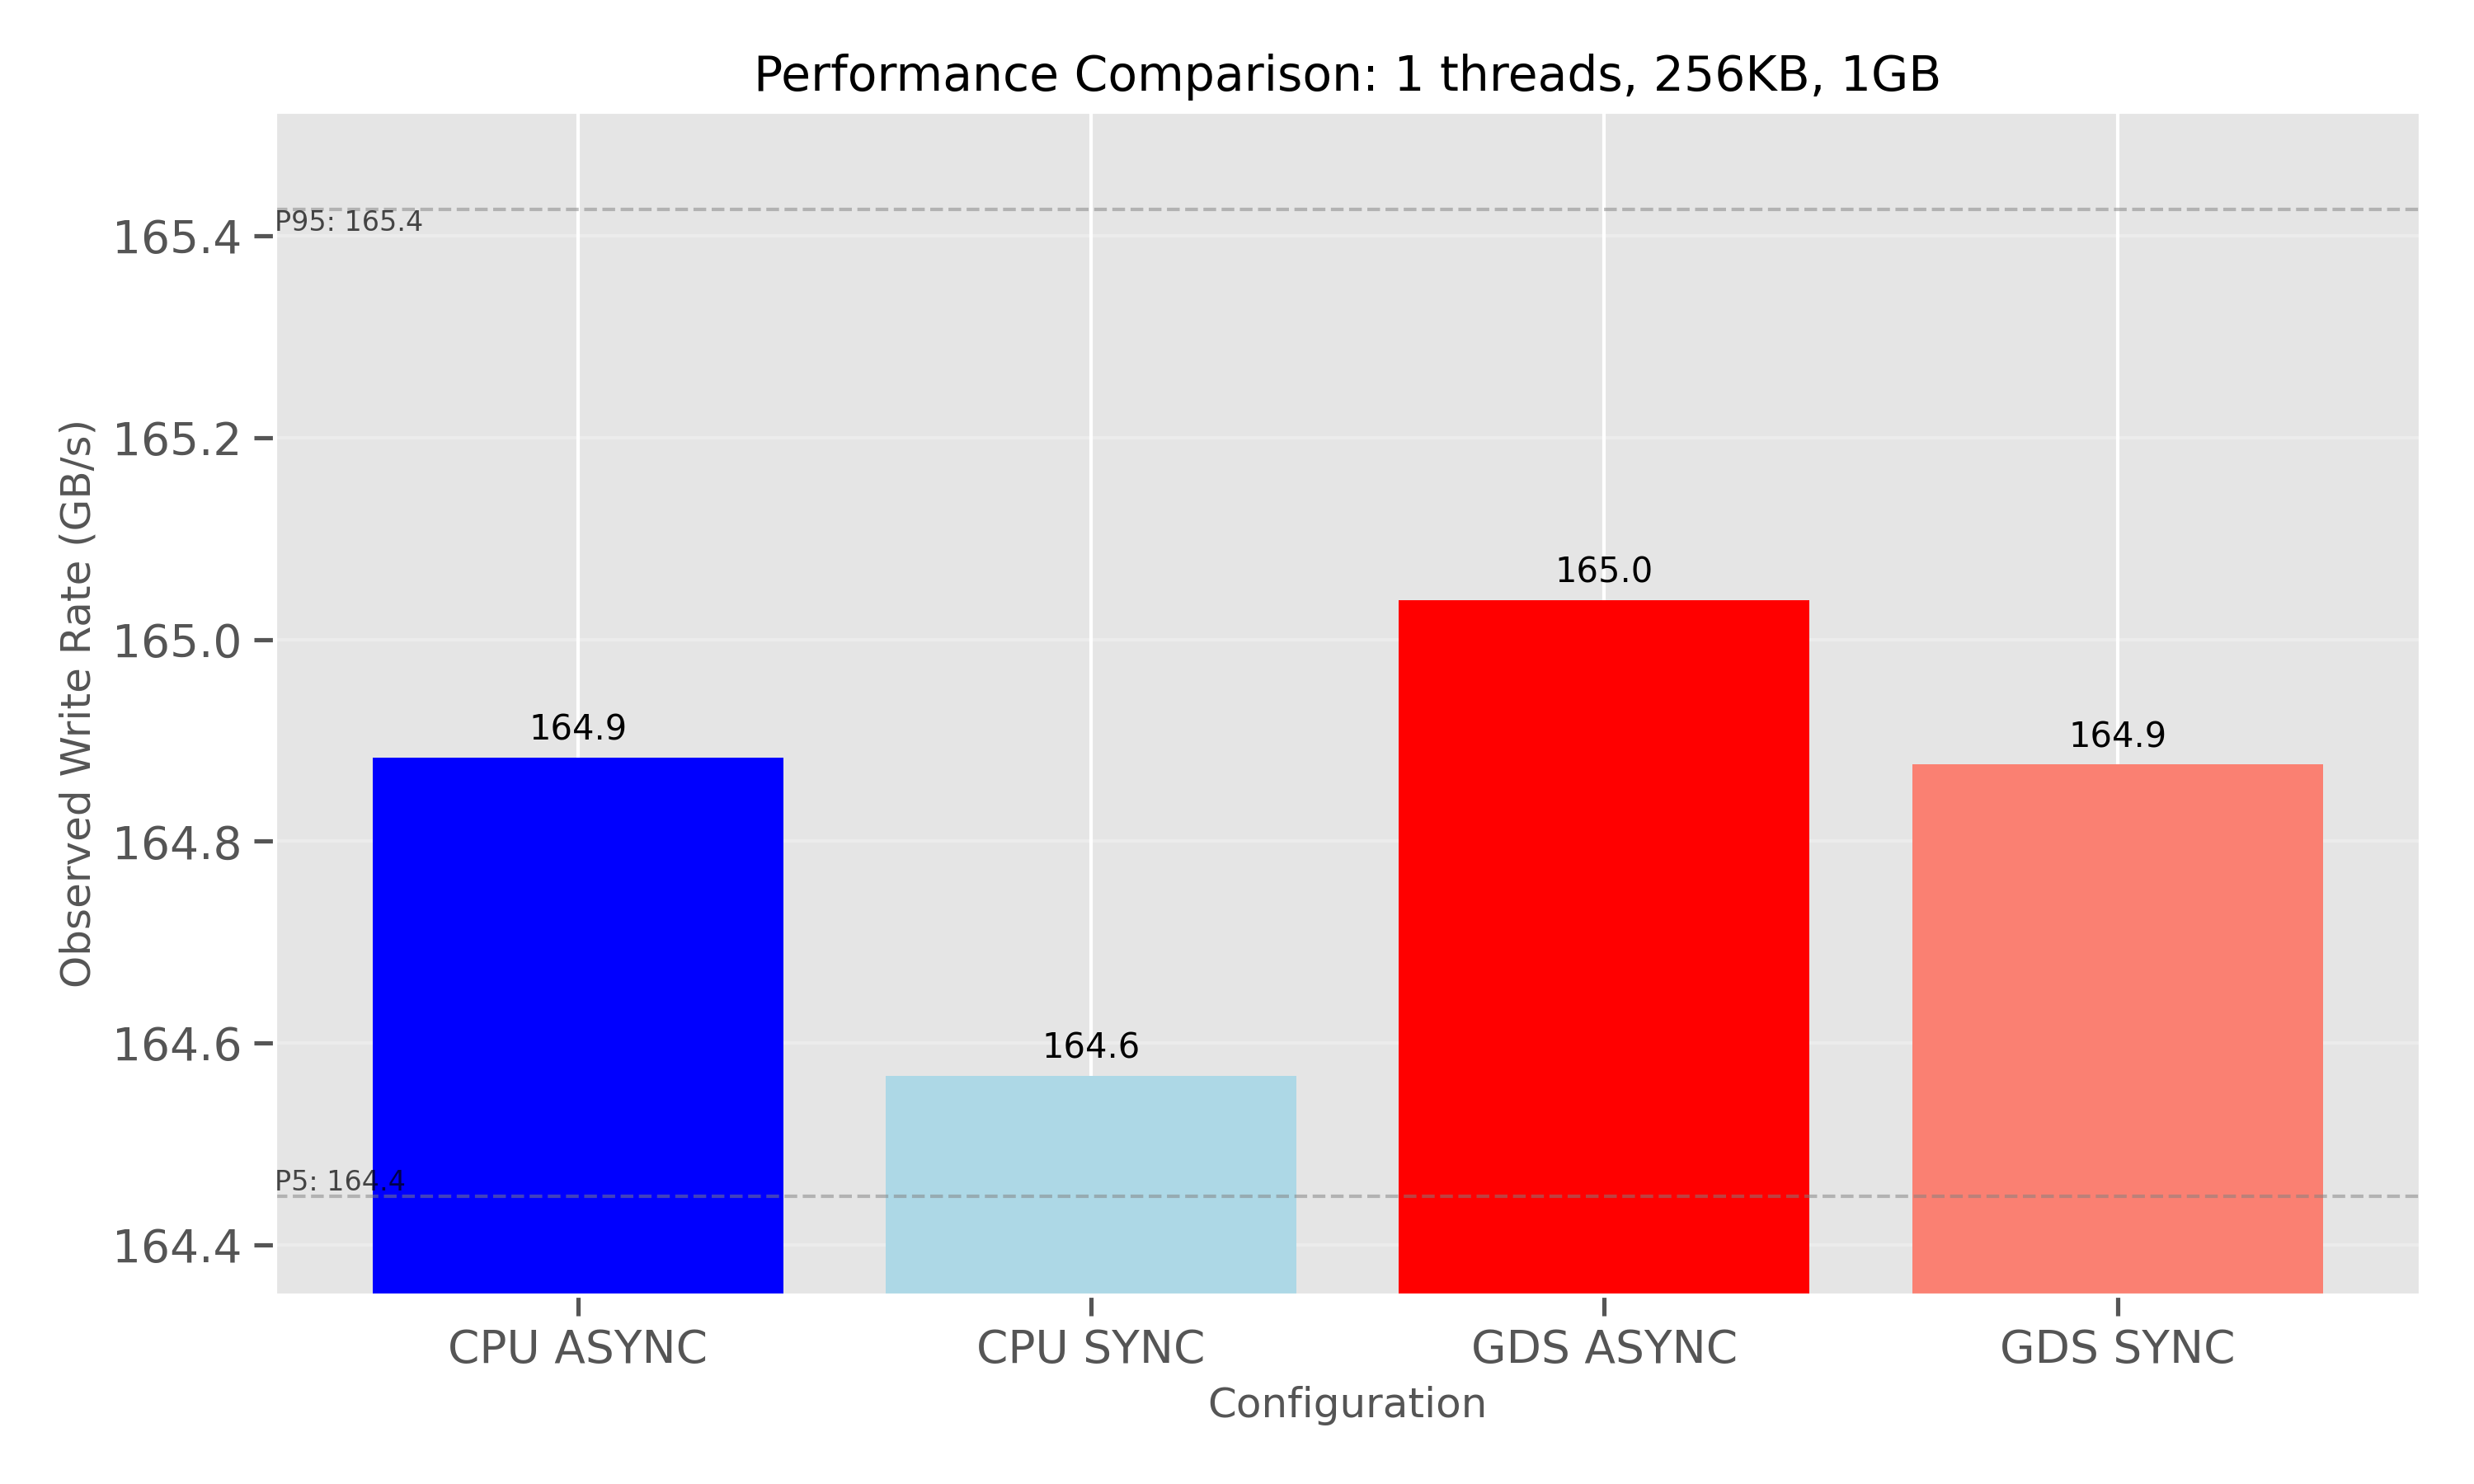 Performance Comparison: 1 threads, 256KB, 1GB
Observed Write Rate (GB/s)
165.4
165.2
165.0
164.8
164.6
164.4
P95: 165.4
P5: 164.4
164.9
164.6
165.0
164.9
CPU ASYNC
CPU SYNC
GDS ASYNC
GDS SYNC
Configuration